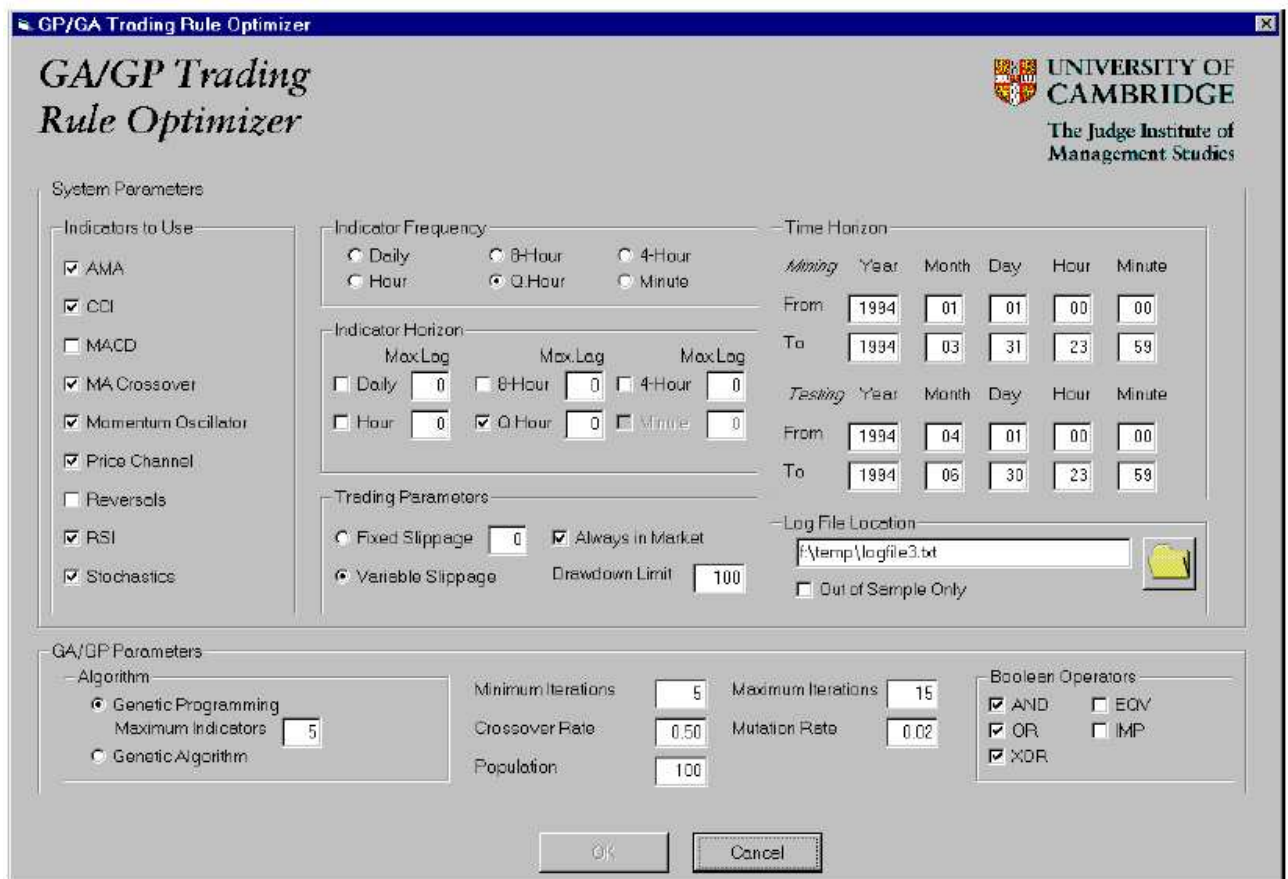 GP/GA Trading Rule Optimizer
GA/GP Trading
Rule Optimizer
UNIVERSITY OF
CAMBRIDGE
The Judge Institute of
Management Studies
System Parameters
Indicators to Use
AMA
CCI
MACD
MA Crossover
Momentum Oscillator
Price Channel
Reversals
RSI
Stochastics
Indicator Frequency
Daily 8-Hour 4-Hour
Hour Q.Hour Minute
Indicator Horizon
Max.Lag Max.Lag Max.Lag
Daily 0 8-Hour 0 4-Hour 0
Hour 0 Q.Hour 0 Minute 0
Trading Parameters
Fixed Slippage 0 Always in Market
Variable Slippage Drawdown Limit 100
Time Horizon
Mining Year Month Day Hour Minute
From 1994 01 01 00 00
To 1994 03 31 23 59
Testing Year Month Day Hour Minute
From 1994 04 01 00 00
To 1994 06 30 23 59
Log File Location
f:\temp\logfile3.txt
Out of Sample Only
GA/GP Parameters
Algorithm
Genetic Programming
Maximum Indicators 5
Genetic Algorithm
Minimum Iterations 5 Maximum Iterations 15
Crossover Rate 0.50 Mutation Rate 0.02
Population 100
Boolean Operators
AND EQV
OR IMP
XOR
OK Cancel